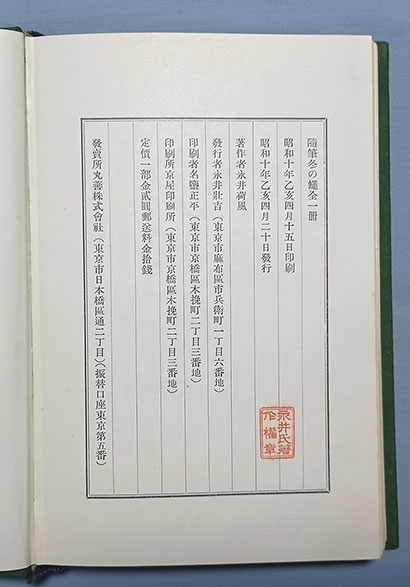 隨筆冬の蠅全一册
昭和十年乙亥四月十五日印刷
昭和十年乙亥四月二十日發行
著作者永井荷風
發行者永井壯吉(東京市麻布區市兵衛町一丁目六番地)
印刷者名鹽正平(東京市京橋區木挽町二丁目三番地)
印刷所京屋印刷所(東京市京橋區木挽町二丁目三番地)
定價一部金貳圓郵送料金拾錢
發賣所丸善株式會社(東京市日本橋區通二丁目)(振替口座東京第五番)
永井氏著
作權章